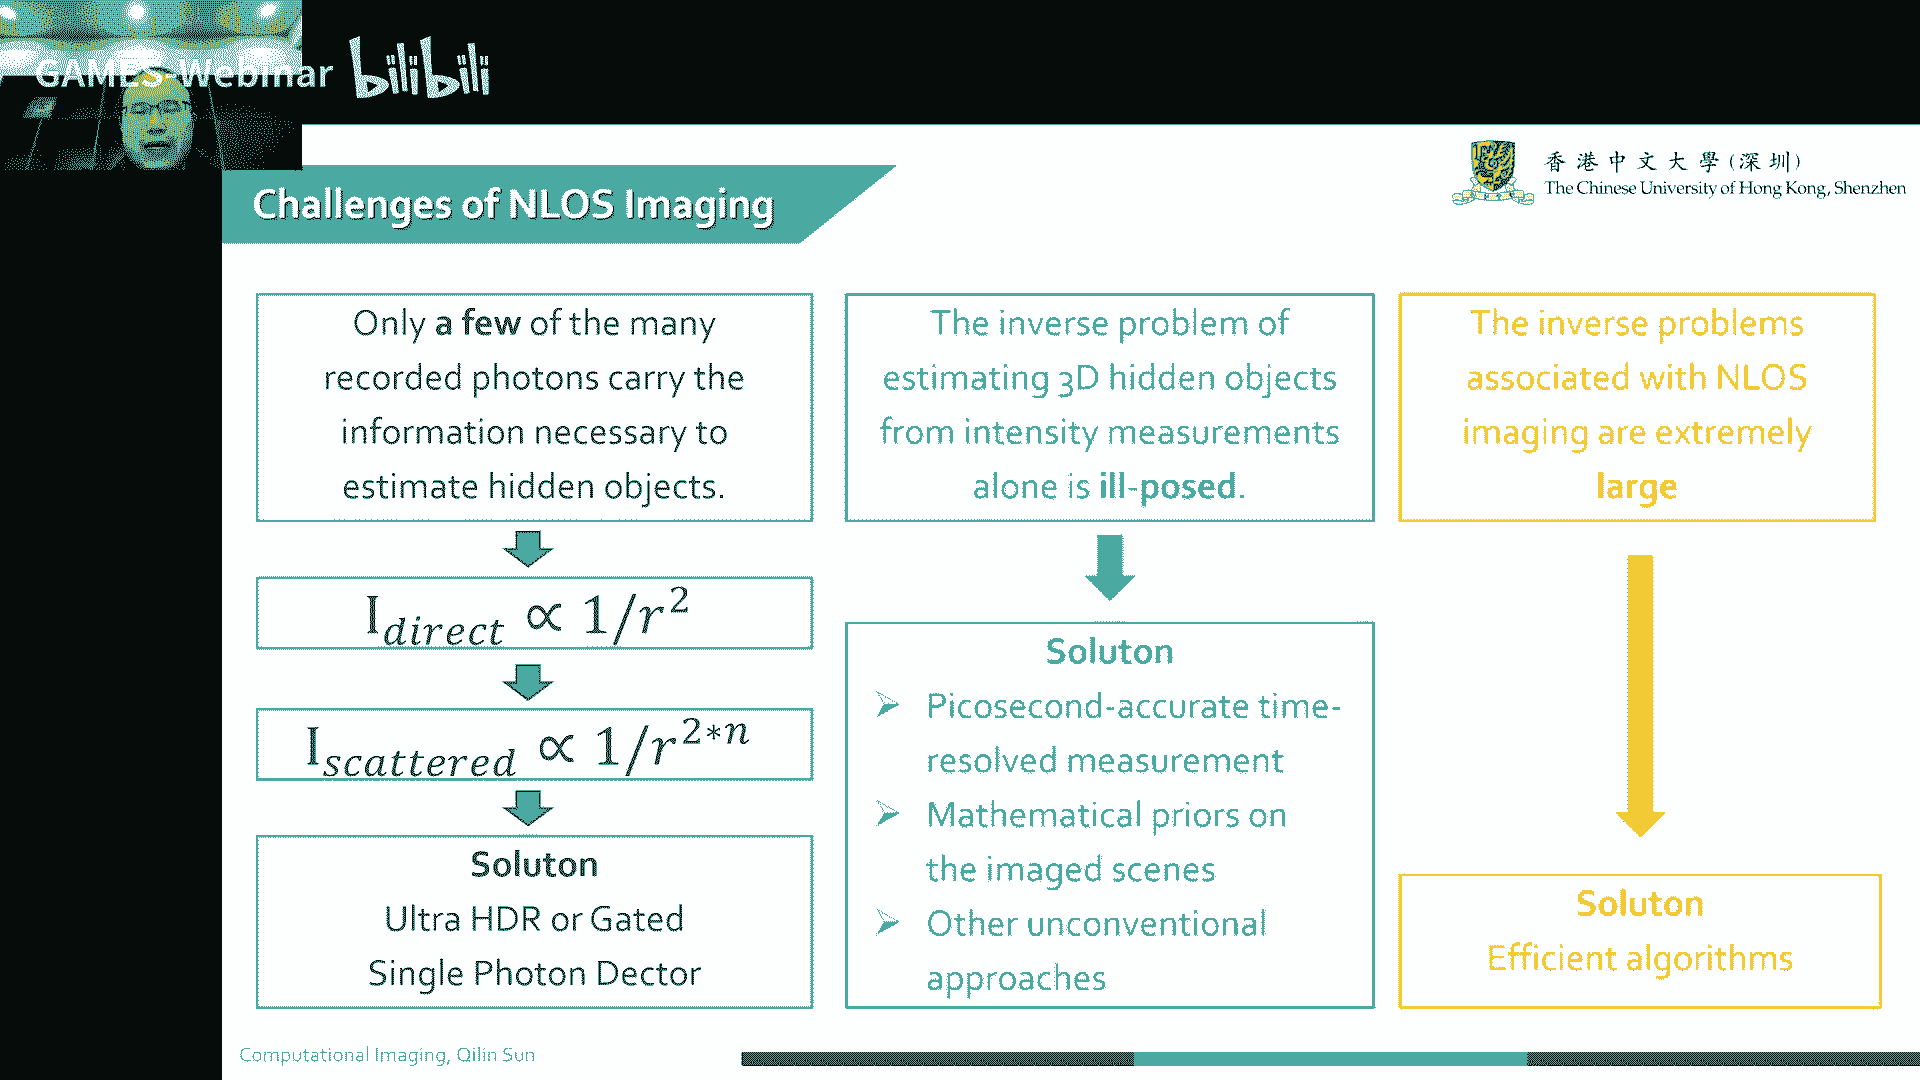 GAMES-Webinar
bilibili
香港中文大學(深圳)
The Chinese University of Hong Kong, Shenzhen
Challenges of NLOS Imaging
Only a few of the many
recorded photons carry the
information necessary to
estimate hidden objects.
I_{direct} ∝ 1/r^2
I_{scattered} ∝ 1/r^{2*n}
Soluton
Ultra HDR or Gated
Single Photon Dector
The inverse problem of
estimating 3D hidden objects
from intensity measurements
alone is ill-posed.
Soluton
➢ Picosecond-accurate time-
resolved measurement
➢ Mathematical priors on
the imaged scenes
➢ Other unconventional
approaches
The inverse problems
associated with NLOS
imaging are extremely
large
Soluton
Efficient algorithms
Computational Imaging, Qilin Sun